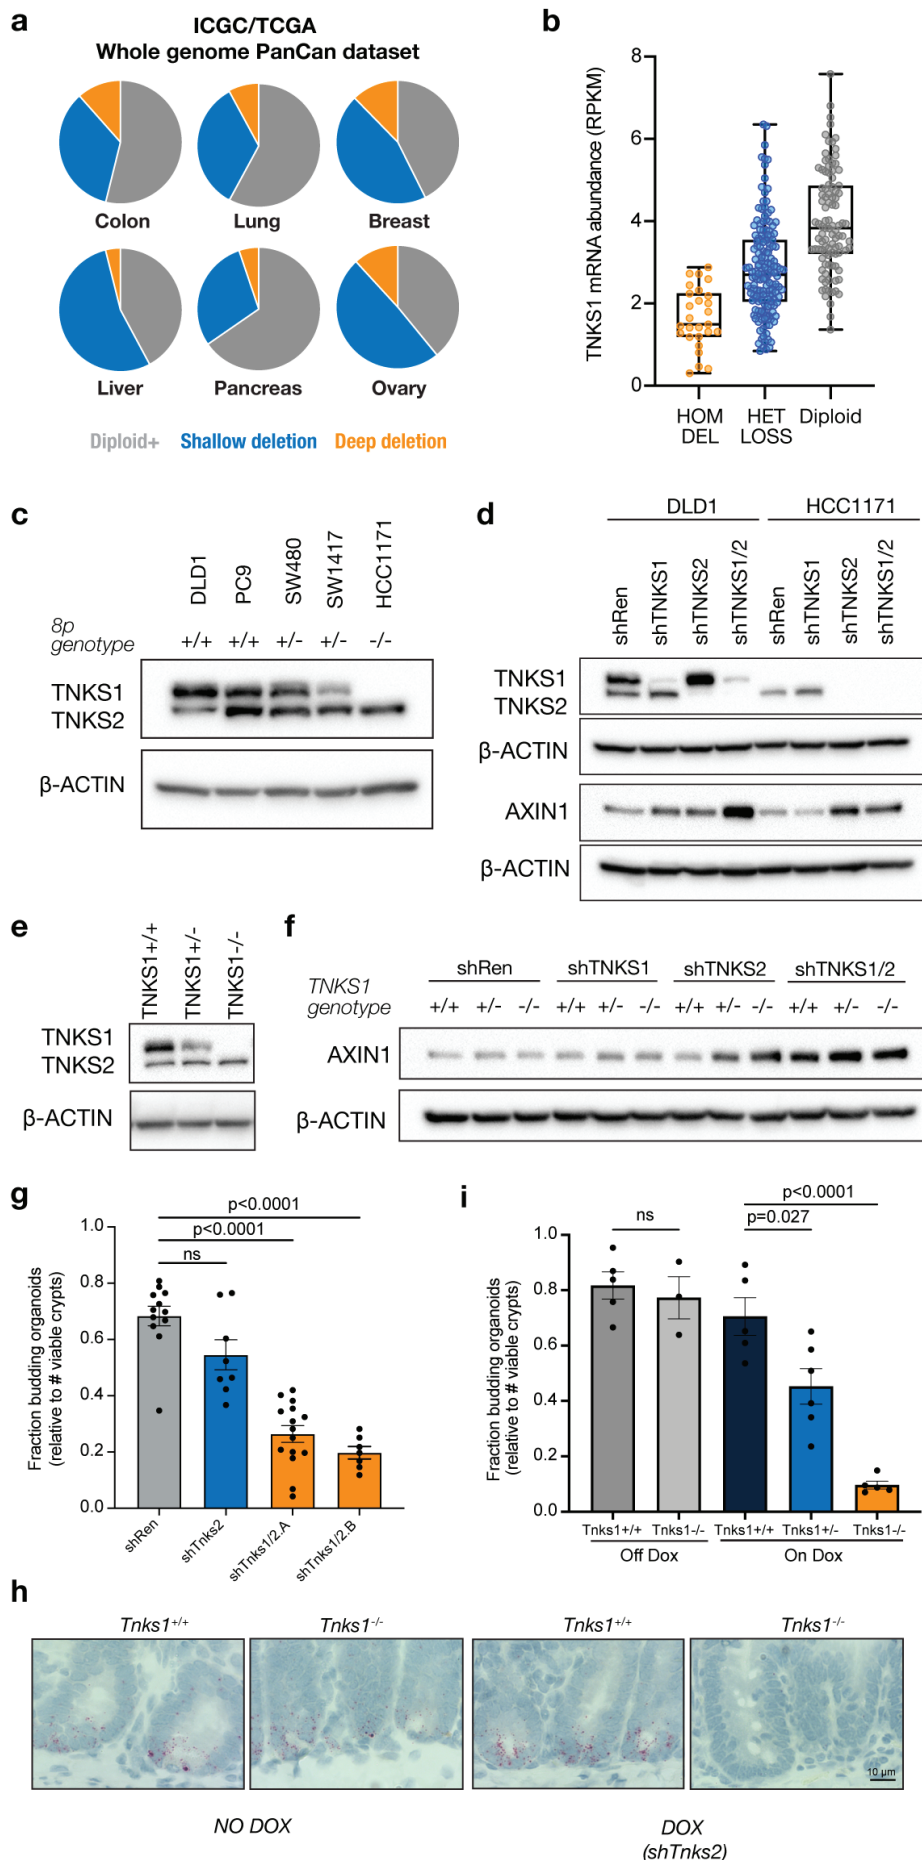 a
ICGC/TCGA
Whole genome PanCan dataset
Colon
Lung
Breast
Liver
Pancreas
Ovary
Diploid+
Shallow deletion
Deep deletion
b
TNKS1 mRNA abundance (RPKM)
8
6
4
2
0
HOM DEL
HET LOSS
Diploid
c
DLD1
PC9
SW480
SW1417
HCC1171
8p genotype
+/+ +/+ +/- +/- -/-
TNKS1
TNKS2
β-ACTIN
d
DLD1
HCC1171
shRen
shTNKS1
shTNKS2
shTNKS1/2
shRen
shTNKS1
shTNKS2
shTNKS1/2
TNKS1
TNKS2
β-ACTIN
AXIN1
β-ACTIN
e
TNKS1+/+
TNKS1+/-
TNKS1-/-
TNKS1
TNKS2
β-ACTIN
f
shRen
shTNKS1
shTNKS2
shTNKS1/2
TNKS1 genotype
+/+ +/- -/- +/+ +/- -/- +/+ +/- -/- +/+ +/- -/-
AXIN1
β-ACTIN
g
p<0.0001
p<0.0001
ns
Fraction budding organoids
(relative to # viable crypts)
1.0
0.8
0.6
0.4
0.2
0.0
shRen
shTnks2
shTnks1/2.A
shTnks1/2.B
i
p<0.0001
ns
p=0.027
Fraction budding organoids
(relative to # viable crypts)
1.0
0.8
0.6
0.4
0.2
0.0
Tnks1+/+ Tnks1-/- Tnks1+/+ Tnks1+/- Tnks1-/-
Off Dox
On Dox
h
Tnks1+/+
Tnks1-/-
Tnks1+/+
Tnks1-/-
10 μm
NO DOX
DOX
(shTnks2)